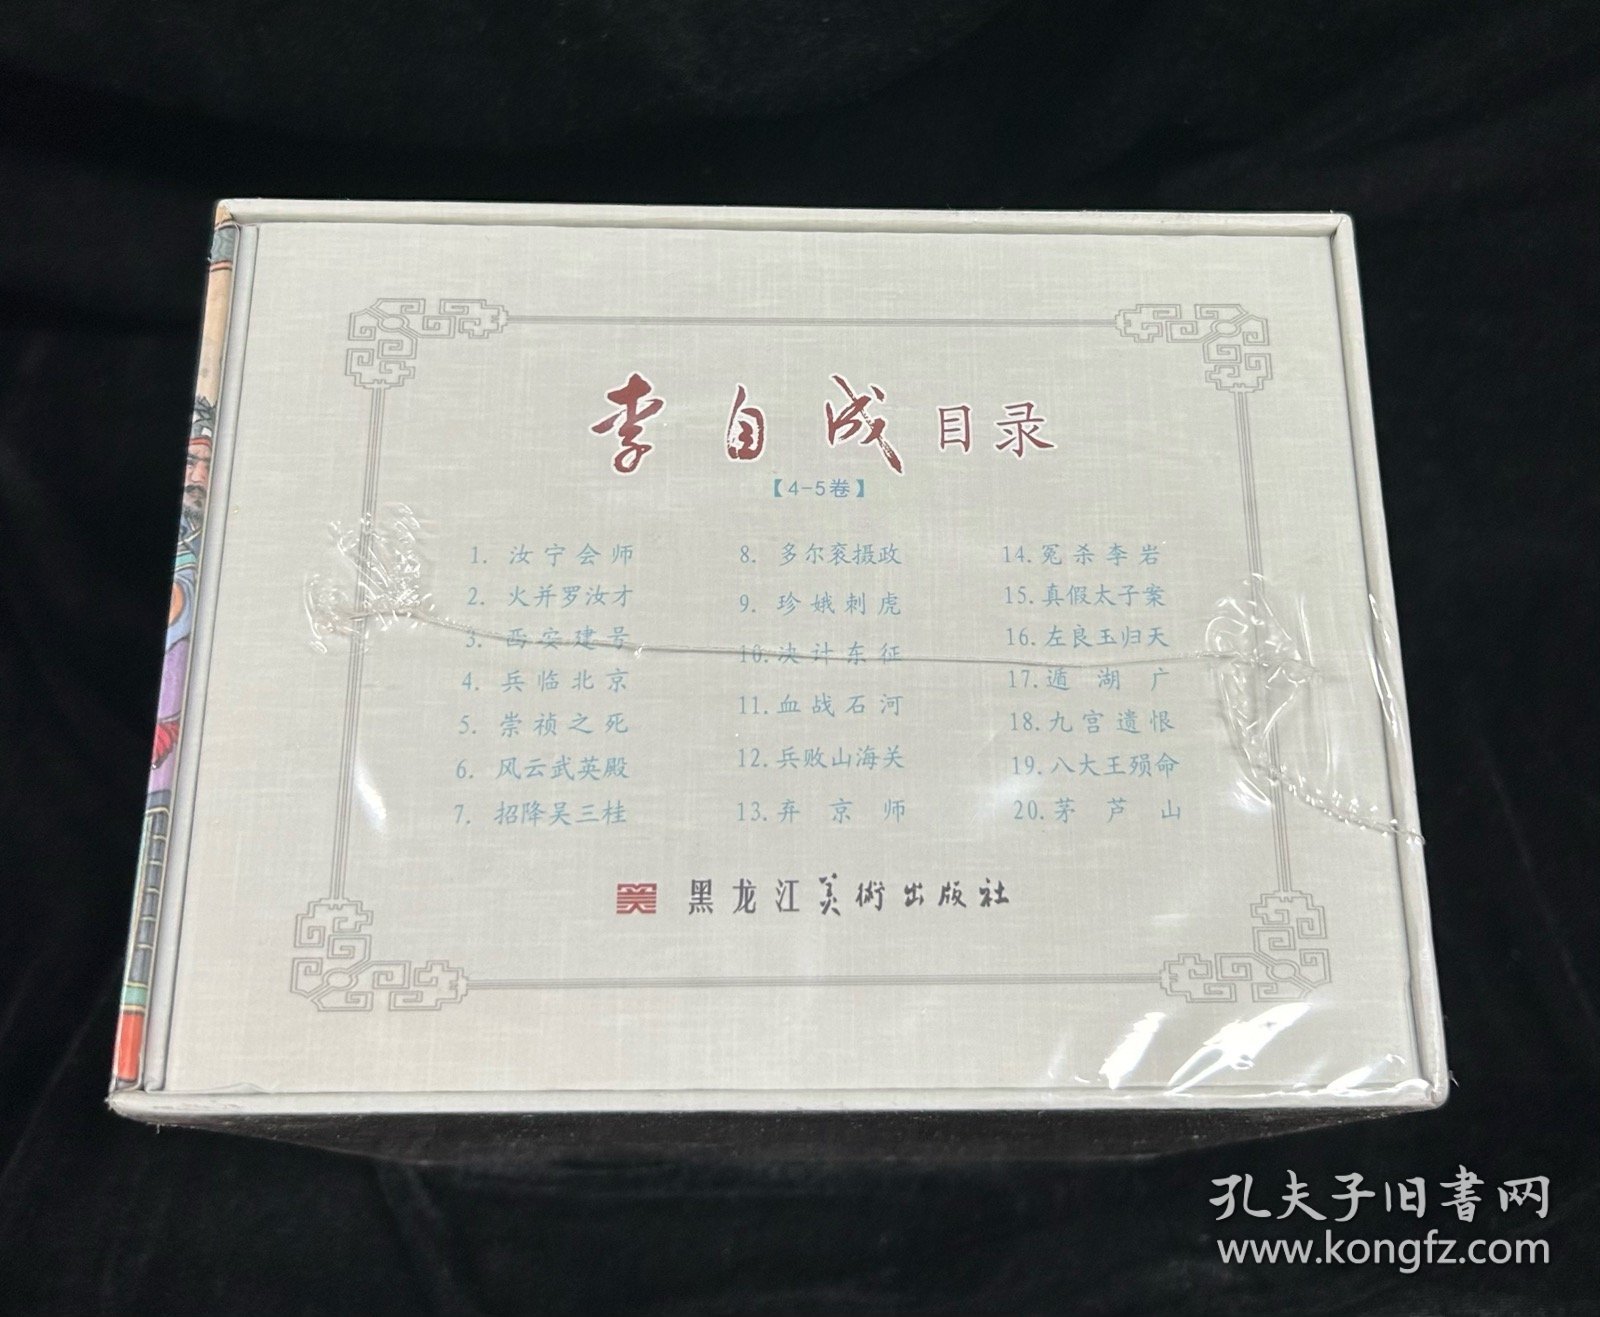 李自成目录
【4-5卷】
1. 汝宁会师
2. 火并罗汝才
3. 西安建号
4. 兵临北京
5. 崇祯之死
6. 风云武英殿
7. 招降吴三桂
8. 多尔衮摄政
9. 珍娥刺虎
10. 决计东征
11. 血战石河
12. 兵败山海关
13. 弃京师
14. 冤杀李岩
15. 真假太子案
16. 左良玉归天
17. 遁湖广
18. 九宫遗恨
19. 八大王殒命
20. 茅芦山
黑龙江美術出版社
孔夫子旧書网
www.kongfz.com